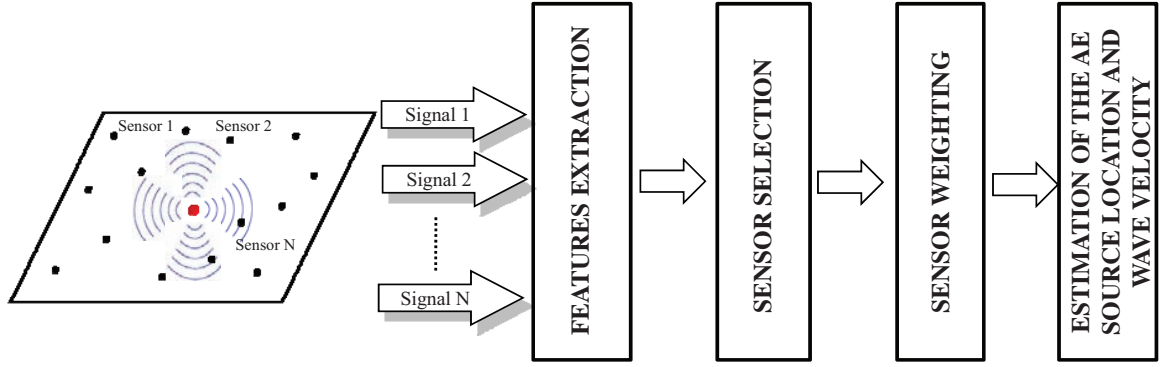 Sensor 1
Sensor 2
Sensor N
Signal 1
Signal 2
Signal N
FEATURES EXTRACTION
SENSOR SELECTION
SENSOR WEIGHTING
ESTIMATION OF THE AE
SOURCE LOCATION AND
WAVE VELOCITY